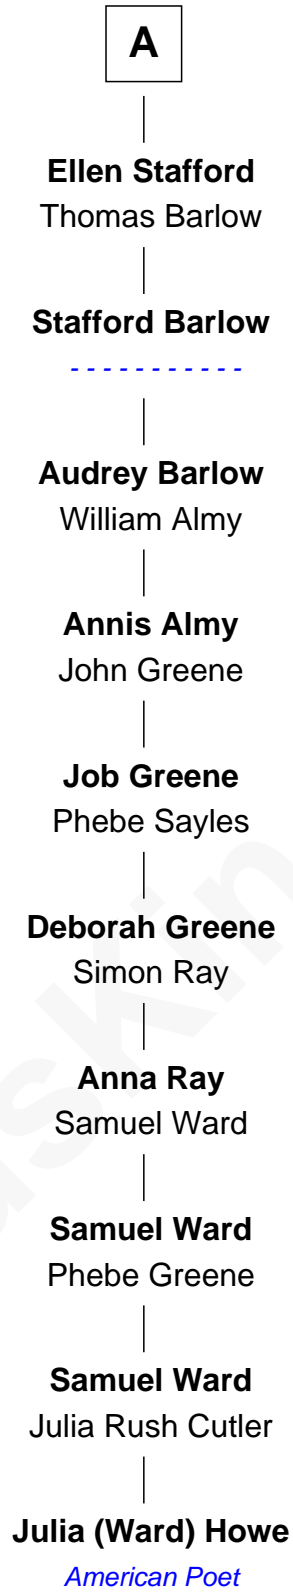 A
Ellen Stafford
Thomas Barlow
Stafford Barlow
- - - - - - - - - - -
Audrey Barlow
William Almy
Annis Almy
John Greene
Job Greene
Phebe Sayles
Deborah Greene
Simon Ray
Anna Ray
Samuel Ward
Samuel Ward
Phebe Greene
Samuel Ward
Julia Rush Cutler
Julia (Ward) Howe
American Poet